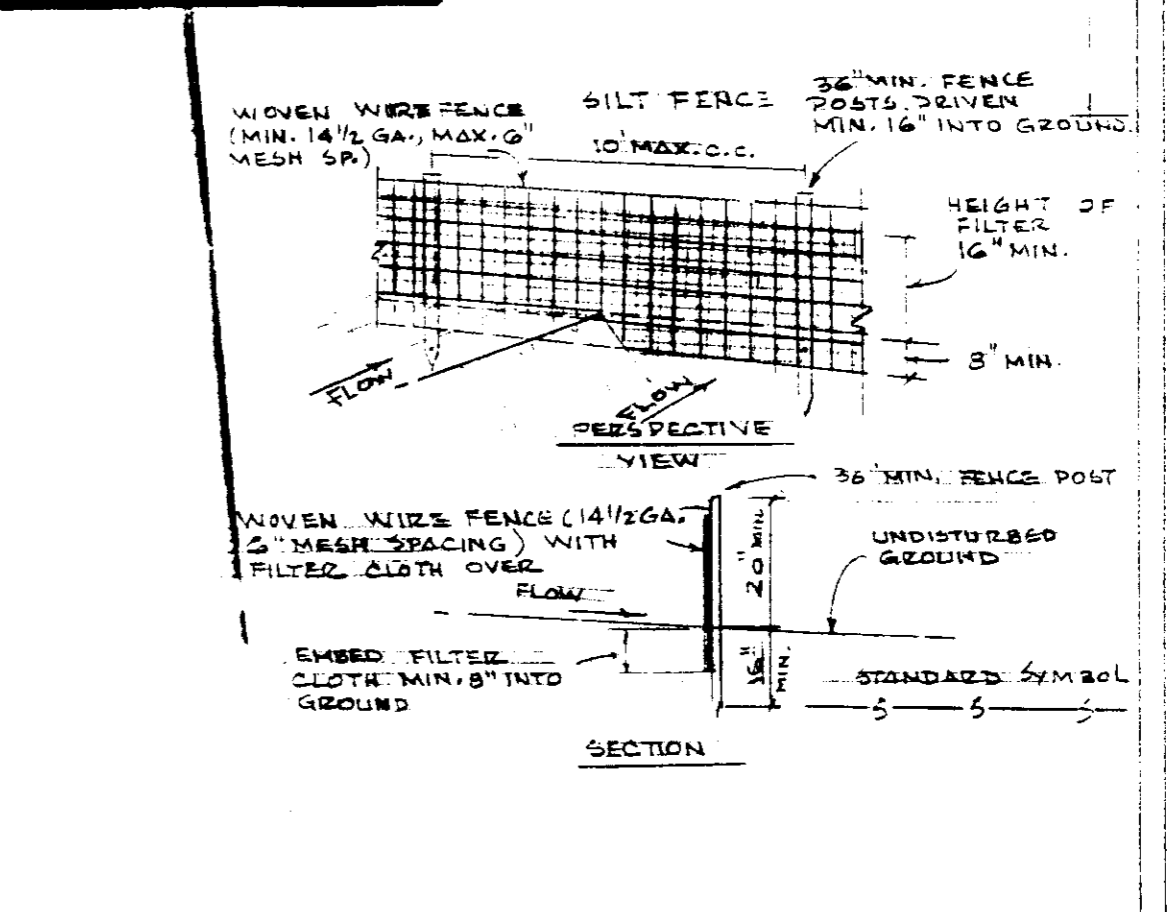 SILT FENCE
WOVEN WIRE FENCE
(MIN. 14 1/2 GA., MAX. 6"
MESH SP.)
10' MAX. C.C.
36" MIN. FENCE
POSTS, DRIVEN
MIN. 16" INTO GROUND.
HEIGHT OF
FILTER
16" MIN.
8" MIN.
FLOW
FLOW
PERSPECTIVE
VIEW
36" MIN. FENCE POST
WOVEN WIRE FENCE (14 1/2 GA.
6" MESH SPACING) WITH
FILTER CLOTH OVER
FLOW
20" MIN
UNDISTURBED
GROUND
EMBED FILTER
CLOTH MIN. 8" INTO
GROUND
16"
MIN.
STANDARD SYMBOL
S S S
SECTION